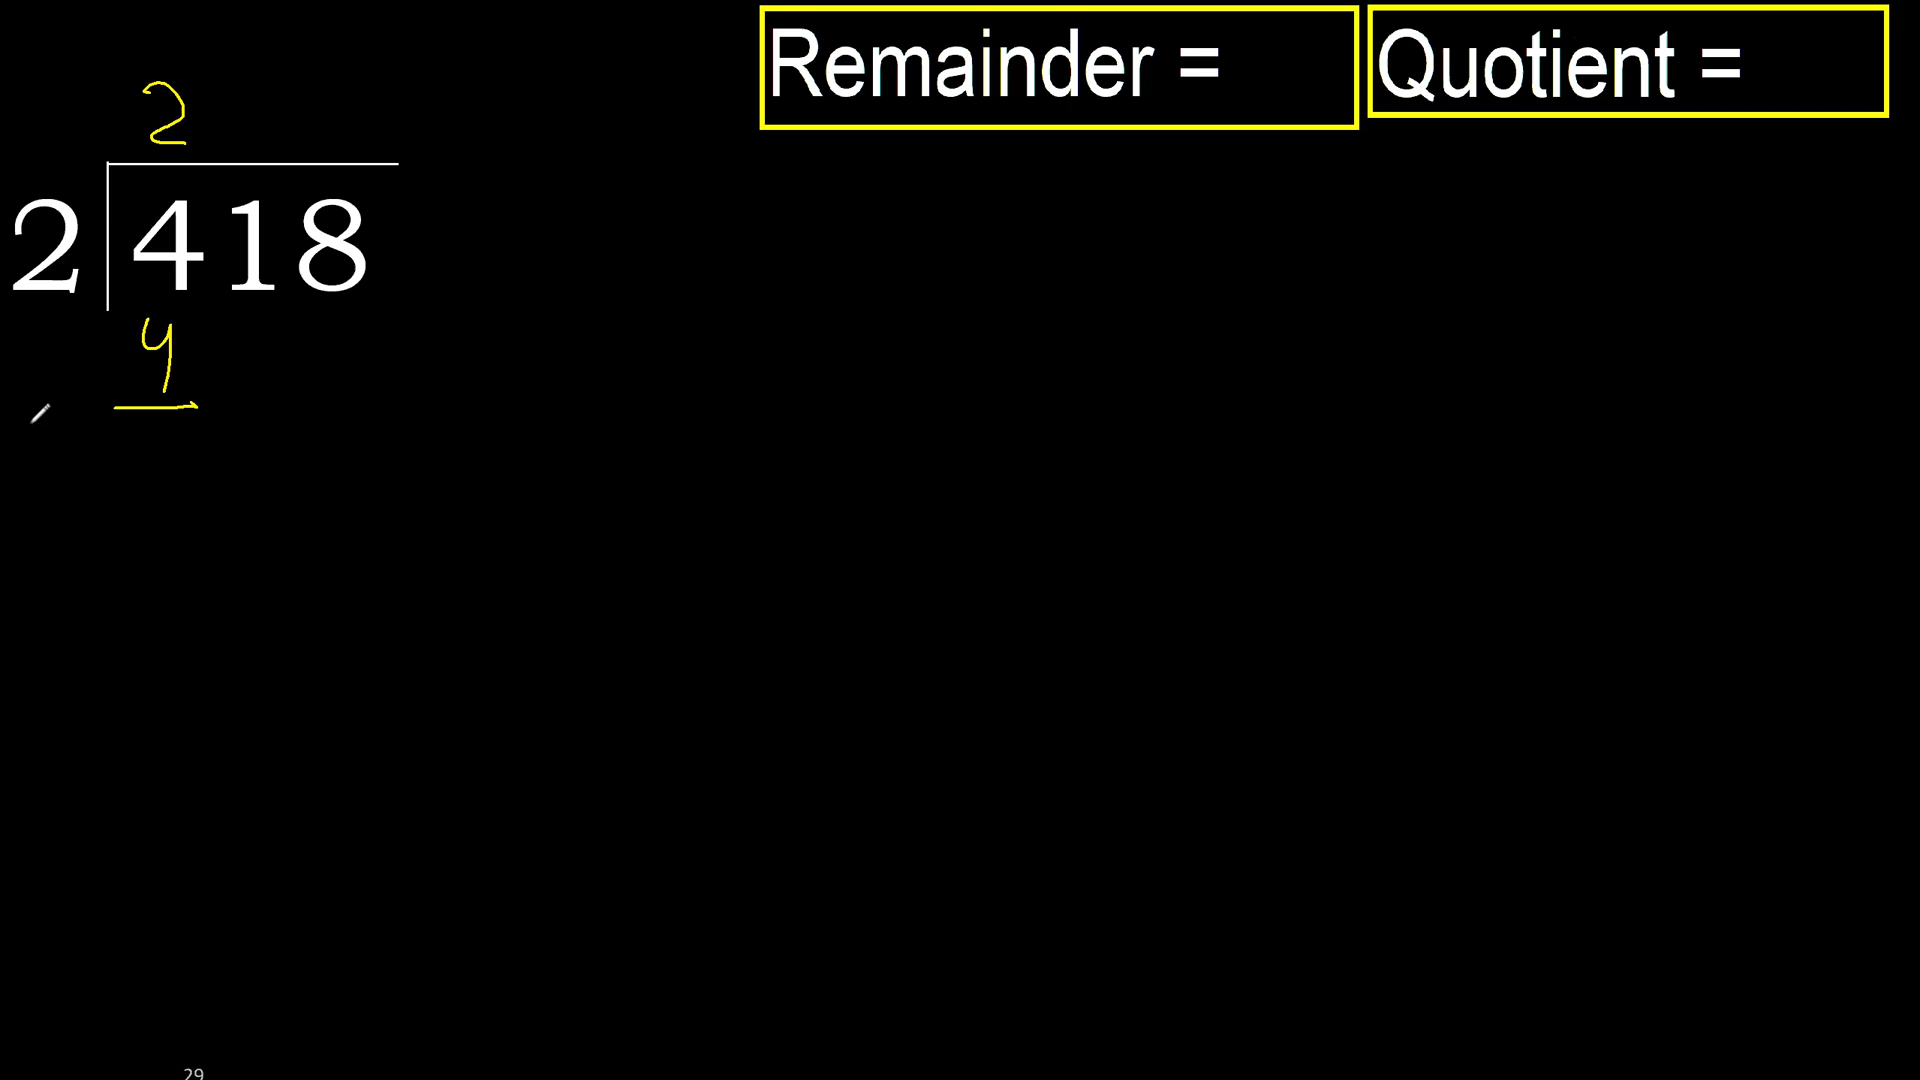 Remainder = Quotient =
2
2 418
4
29